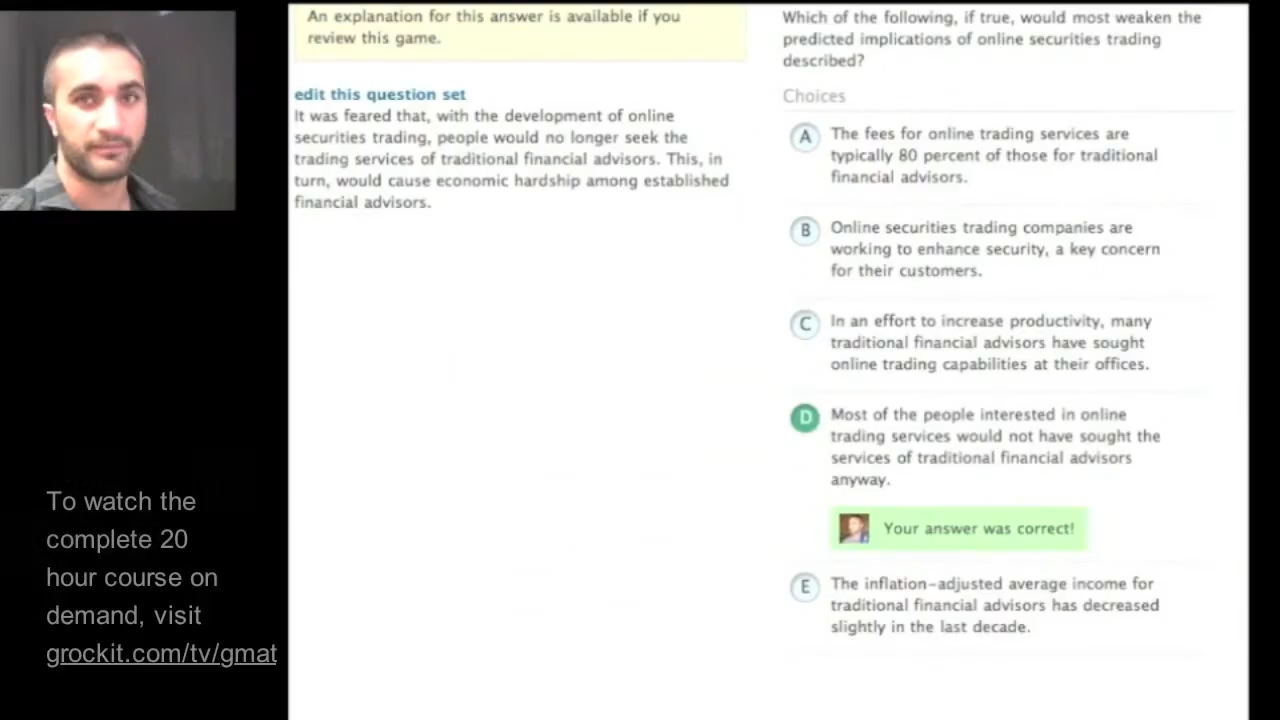 An explanation for this answer is available if you
review this game.
edit this question set
It was feared that, with the development of online
securities trading, people would no longer seek the
trading services of traditional financial advisors. This, in
turn, would cause economic hardship among established
financial advisors.
Which of the following, if true, would most weaken the
predicted implications of online securities trading
described?
Choices
A
The fees for online trading services are
typically 80 percent of those for traditional
financial advisors.
B
Online securities trading companies are
working to enhance security, a key concern
for their customers.
C
In an effort to increase productivity, many
traditional financial advisors have sought
online trading capabilities at their offices.
D
Most of the people interested in online
trading services would not have sought the
services of traditional financial advisors
anyway.
Your answer was correct!
E
The inflation-adjusted average income for
traditional financial advisors has decreased
slightly in the last decade.
To watch the
complete 20
hour course on
demand, visit
grockit.com/tv/gmat